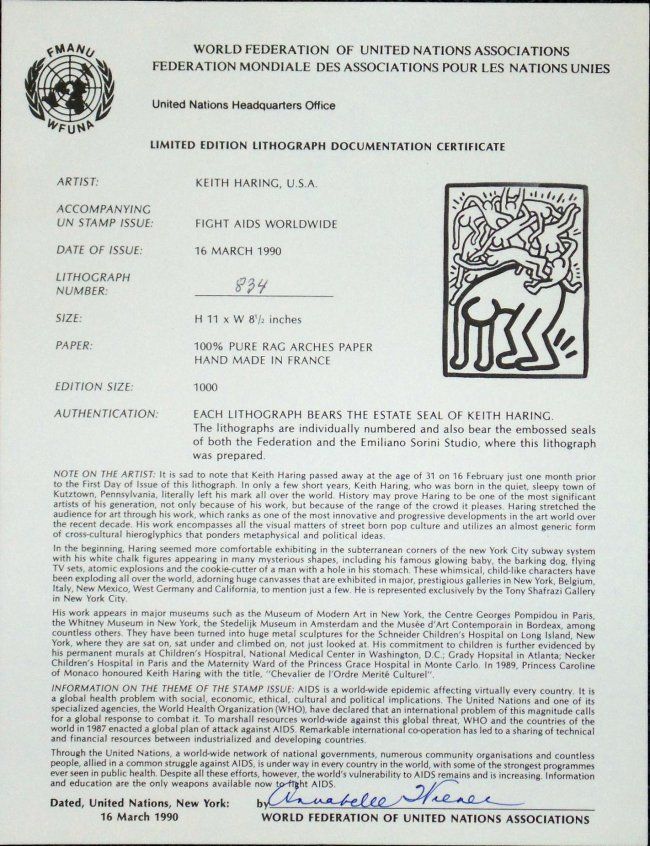 FMANU
WFUNA
WORLD FEDERATION OF UNITED NATIONS ASSOCIATIONS
FEDERATION MONDIALE DES ASSOCIATIONS POUR LES NATIONS UNIES
United Nations Headquarters Office
LIMITED EDITION LITHOGRAPH DOCUMENTATION CERTIFICATE
ARTIST: KEITH HARING, U.S.A.
ACCOMPANYING
UN STAMP ISSUE: FIGHT AIDS WORLDWIDE
DATE OF ISSUE: 16 MARCH 1990
LITHOGRAPH
NUMBER: 834
SIZE: H 11 x W 8½ inches
PAPER: 100% PURE RAG ARCHES PAPER
HAND MADE IN FRANCE
EDITION SIZE: 1000
AUTHENTICATION: EACH LITHOGRAPH BEARS THE ESTATE SEAL OF KEITH HARING.
The lithographs are individually numbered and also bear the embossed seals
of both the Federation and the Emiliano Sorini Studio, where this lithograph
was prepared.
NOTE ON THE ARTIST: It is sad to note that Keith Haring passed away at the age of 31 on 16 February just one month prior
to the First Day of Issue of this lithograph. In only a few short years, Keith Haring, who was born in the quiet, sleepy town of
Kutztown, Pennsylvania, literally left his mark all over the world. History may prove Haring to be one of the most significant
artists of his generation, not only because of his work, but because of the range of the crowd it pleases. Haring stretched the
audience for art through his work, which ranks as one of the most innovative and progressive developments in the art world over
the recent decade. His work encompasses all the visual matters of street born pop culture and utilizes an almost generic form
of cross-cultural hieroglyphics that ponders metaphysical and political ideas.
In the beginning, Haring seemed more comfortable exhibiting in the subterranean corners of the new York City subway system
with his white chalk figures appearing in many mysterious shapes, including his famous glowing baby, the barking dog, flying
TV sets, atomic explosions and the cookie-cutter of a man with a hole in his stomach. These whimsical, child-like characters have
been exploding all over the world, adorning huge canvasses that are exhibited in major, prestigious galleries in New York, Belgium,
Italy, New Mexico, West Germany and California, to mention just a few. He is represented exclusively by the Tony Shafrazi Gallery
in New York City.
His work appears in major museums such as the Museum of Modern Art in New York, the Centre Georges Pompidou in Paris,
the Whitney Museum in New York, the Stedelijk Museum in Amsterdam and the Musée d'Art Contemporain in Bordeax, among
countless others. They have been turned into huge metal sculptures for the Schneider Children's Hospital on Long Island, New
York, where they are sat on, sat under and climbed on, not just looked at. His commitment to children is further evidenced by
his permanent murals at Children's Hospitral, National Medical Center in Washington, D.C.; Grady Hopsital in Atlanta; Necker
Children's Hospital in Paris and the Maternity Ward of the Princess Grace Hospital in Monte Carlo. In 1989, Princess Caroline
of Monaco honoured Keith Haring with the title, "Chevalier de l'Ordre Merité Culturel".
INFORMATION ON THE THEME OF THE STAMP ISSUE: AIDS is a world-wide epidemic affecting virtually every country. It is
a global health problem with social, economic, ethical, cultural and political implications. The United Nations and one of its
specialized agencies, the World Health Organization (WHO), have declared that an international problem of this magnitude calls
for a global response to combat it. To marshall resources world-wide against this global threat, WHO and the countries of the
world in 1987 enacted a global plan of attack against AIDS. Remarkable international co-operation has led to a sharing of technical
and financial resources between industrialized and developing countries.
Through the United Nations, a world-wide network of national governments, numerous community organisations and countless
people, allied in a common struggle against AIDS, is under way in every country in the world, with some of the strongest programmes
ever seen in public health. Despite all these efforts, however, the world's vulnerability to AIDS remains and is increasing. Information
and education are the only weapons available now to fight AIDS.
Dated, United Nations, New York: by Annabelle Wiener
16 March 1990 WORLD FEDERATION OF UNITED NATIONS ASSOCIATIONS